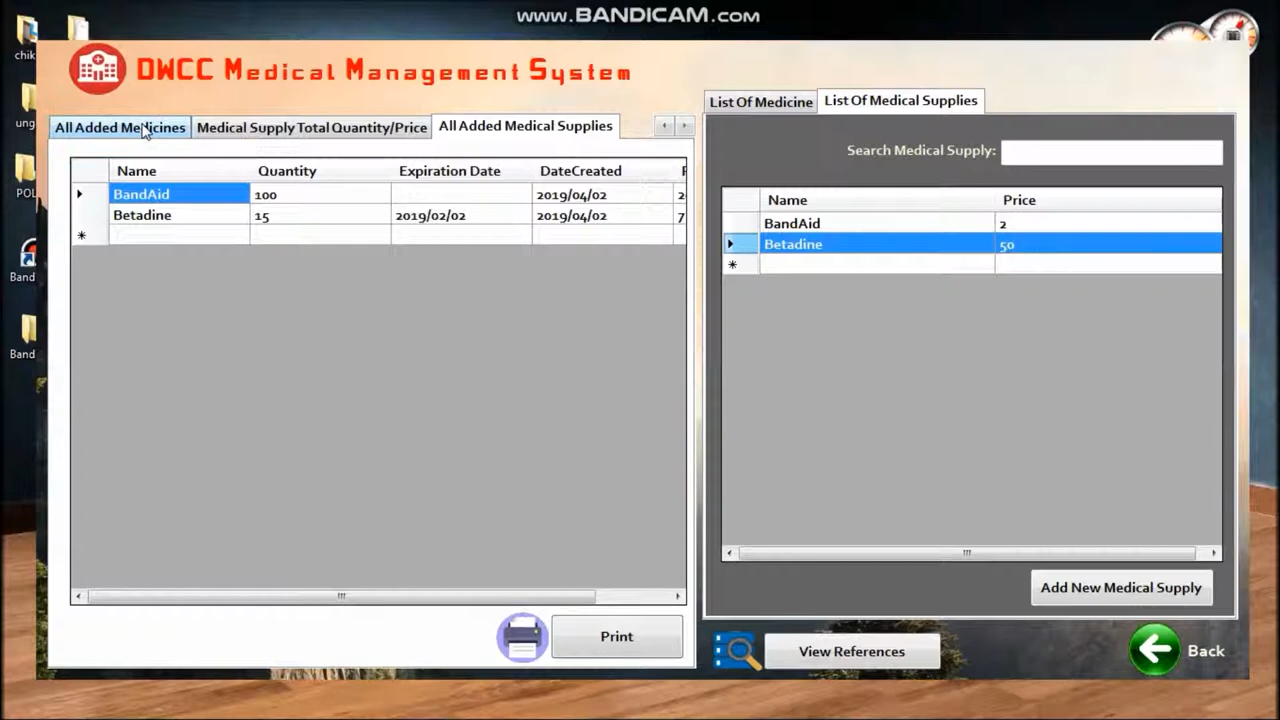 www.BANDICAM.com
chik
ung
POL
Band
Band
DWCC Medical Management System
All Added Medicines
Medical Supply Total Quantity/Price
All Added Medical Supplies
Name Quantity Expiration Date DateCreated
BandAid 100 2019/04/02 2
Betadine 15 2019/02/02 2019/04/02 7
*
Print
List Of Medicine
List Of Medical Supplies
Search Medical Supply:
Name Price
BandAid 2
Betadine 50
*
Add New Medical Supply
View References
Back